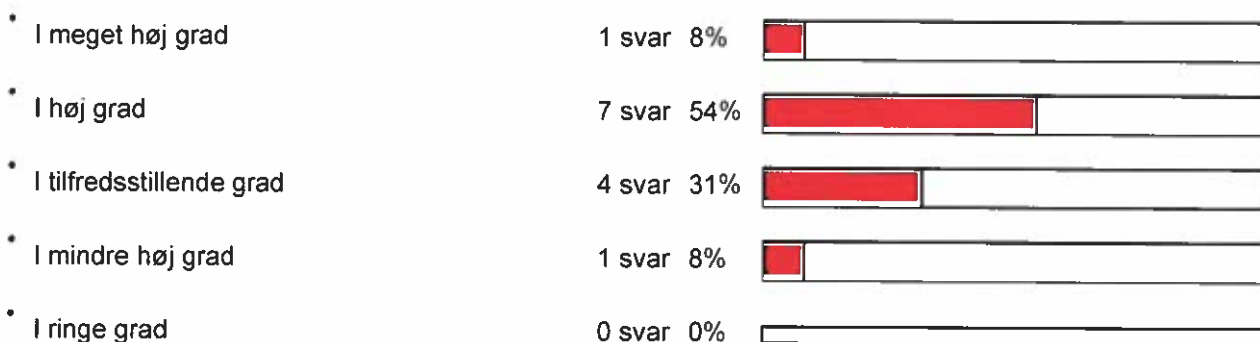 I meget høj grad 1 svar 8%
I høj grad 7 svar 54%
I tilfredsstillende grad 4 svar 31%
I mindre høj grad 1 svar 8%
I ringe grad 0 svar 0%